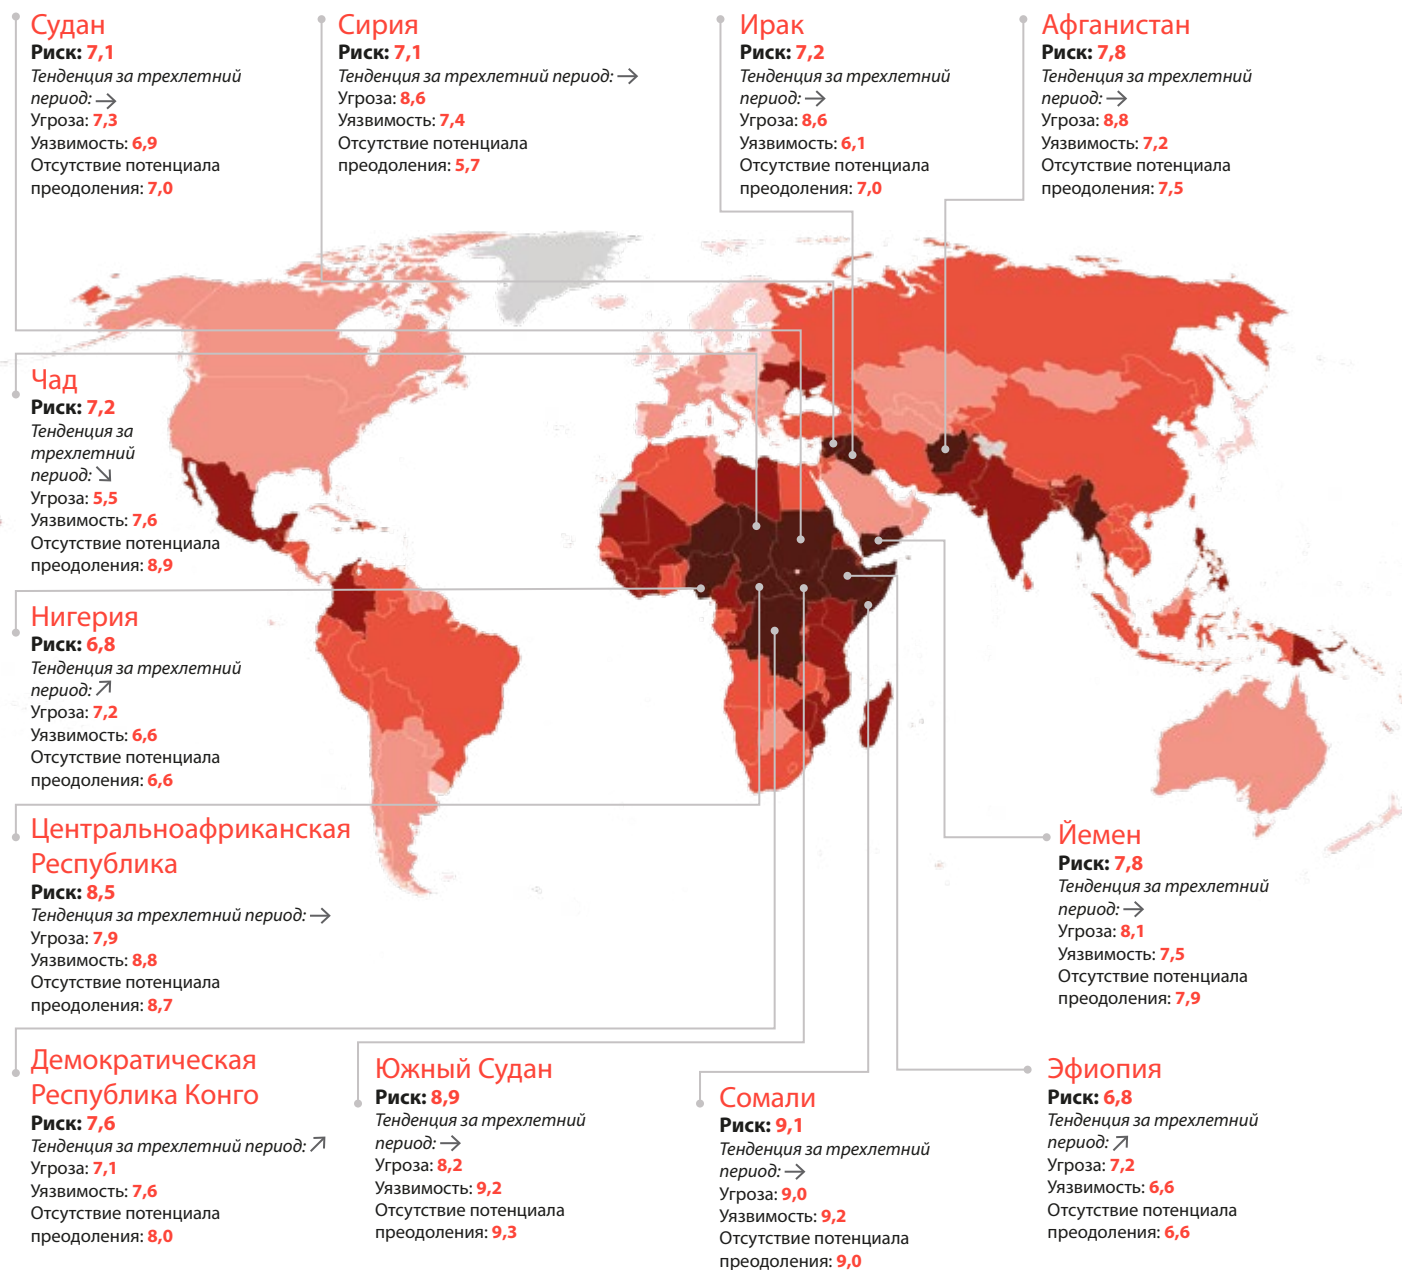 Судан
Риск: 7,1
Тенденция за трехлетний
период: →
Угроза: 7,3
Уязвимость: 6,9
Отсутствие потенциала
преодоления: 7,0
Сирия
Риск: 7,1
Тенденция за трехлетний период: →
Угроза: 8,6
Уязвимость: 7,4
Отсутствие потенциала
преодоления: 5,7
Ирак
Риск: 7,2
Тенденция за трехлетний
период: →
Угроза: 8,6
Уязвимость: 6,1
Отсутствие потенциала
преодоления: 7,0
Афганистан
Риск: 7,8
Тенденция за трехлетний
период: →
Угроза: 8,8
Уязвимость: 7,2
Отсутствие потенциала
преодоления: 7,5
Чад
Риск: 7,2
Тенденция за
трехлетний
период: ↘
Угроза: 5,5
Уязвимость: 7,6
Отсутствие потенциала
преодоления: 8,9
Нигерия
Риск: 6,8
Тенденция за трехлетний
период: ↗
Угроза: 7,2
Уязвимость: 6,6
Отсутствие потенциала
преодоления: 6,6
Центральноафриканская
Республика
Риск: 8,5
Тенденция за трехлетний период: →
Угроза: 7,9
Уязвимость: 8,8
Отсутствие потенциала
преодоления: 8,7
Йемен
Риск: 7,8
Тенденция за трехлетний
период: →
Угроза: 8,1
Уязвимость: 7,5
Отсутствие потенциала
преодоления: 7,9
Демократическая
Республика Конго
Риск: 7,6
Тенденция за трехлетний период: ↗
Угроза: 7,1
Уязвимость: 7,6
Отсутствие потенциала
преодоления: 8,0
Южный Судан
Риск: 8,9
Тенденция за трехлетний
период: →
Угроза: 8,2
Уязвимость: 9,2
Отсутствие потенциала
преодоления: 9,3
Сомали
Риск: 9,1
Тенденция за трехлетний
период: →
Угроза: 9,0
Уязвимость: 9,2
Отсутствие потенциала
преодоления: 9,0
Эфиопия
Риск: 6,8
Тенденция за трехлетний
период: ↗
Угроза: 7,2
Уязвимость: 6,6
Отсутствие потенциала
преодоления: 6,6